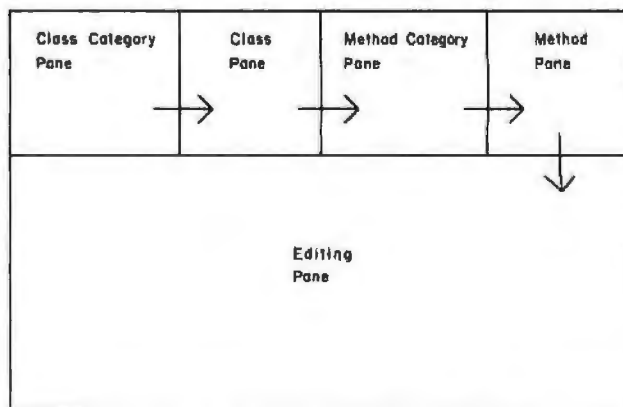 Class Category
Pane
Class
Pane
Method Category
Pane
Method
Pane
Editing
Pane